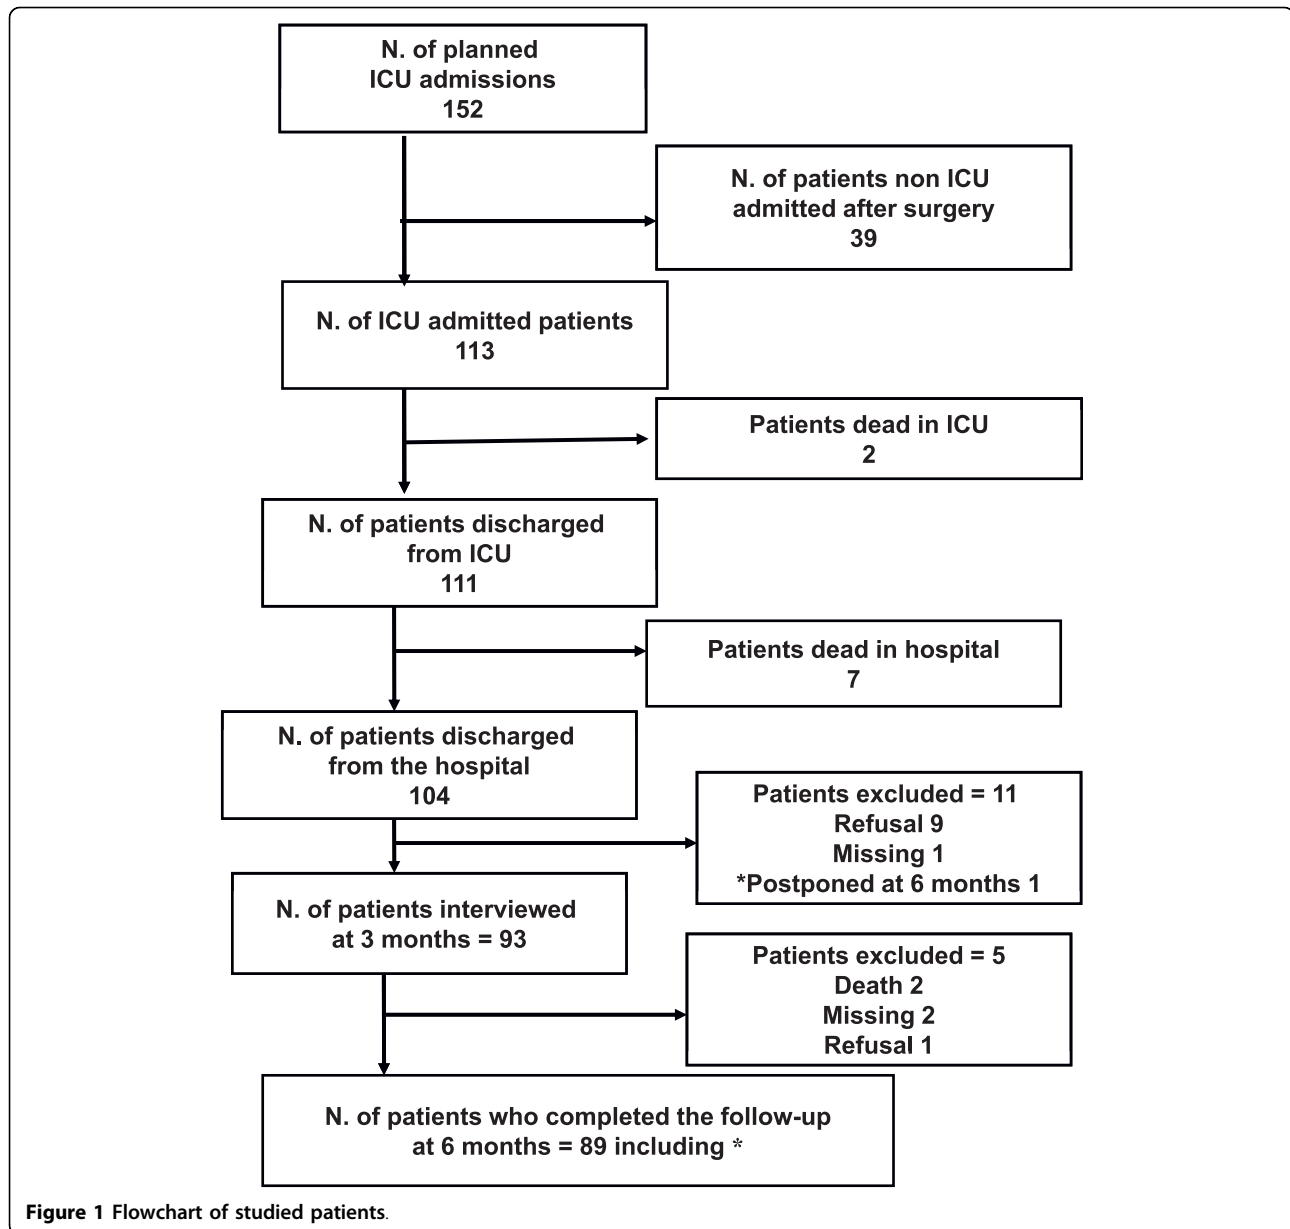 N. of planned
ICU admissions
152
N. of patients non ICU
admitted after surgery
39
N. of ICU admitted patients
113
Patients dead in ICU
2
N. of patients discharged
from ICU
111
Patients dead in hospital
7
N. of patients discharged
from the hospital
104
Patients excluded = 11
Refusal 9
Missing 1
*Postponed at 6 months 1
N. of patients interviewed
at 3 months = 93
Patients excluded = 5
Death 2
Missing 2
Refusal 1
N. of patients who completed the follow-up
at 6 months = 89 including *
Figure 1 Flowchart of studied patients.